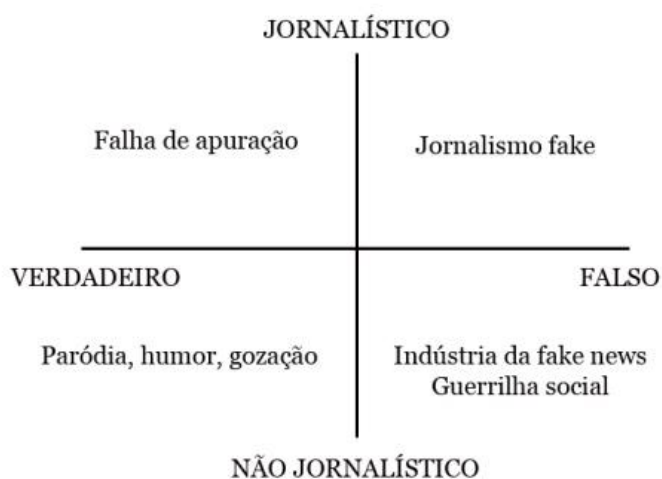 JORNALÍSTICO
Falha de apuração
Jornalismo fake
VERDADEIRO
FALSO
Paródia, humor, gozação
Indústria da fake news
Guerrilha social
NÃO JORNALÍSTICO